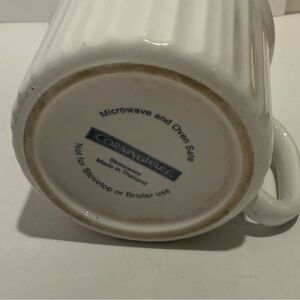 Microwave and Oven Safe
CORNINGWARE
Stoneware
Made in Thailand
Not for Stovetop or Broiler use